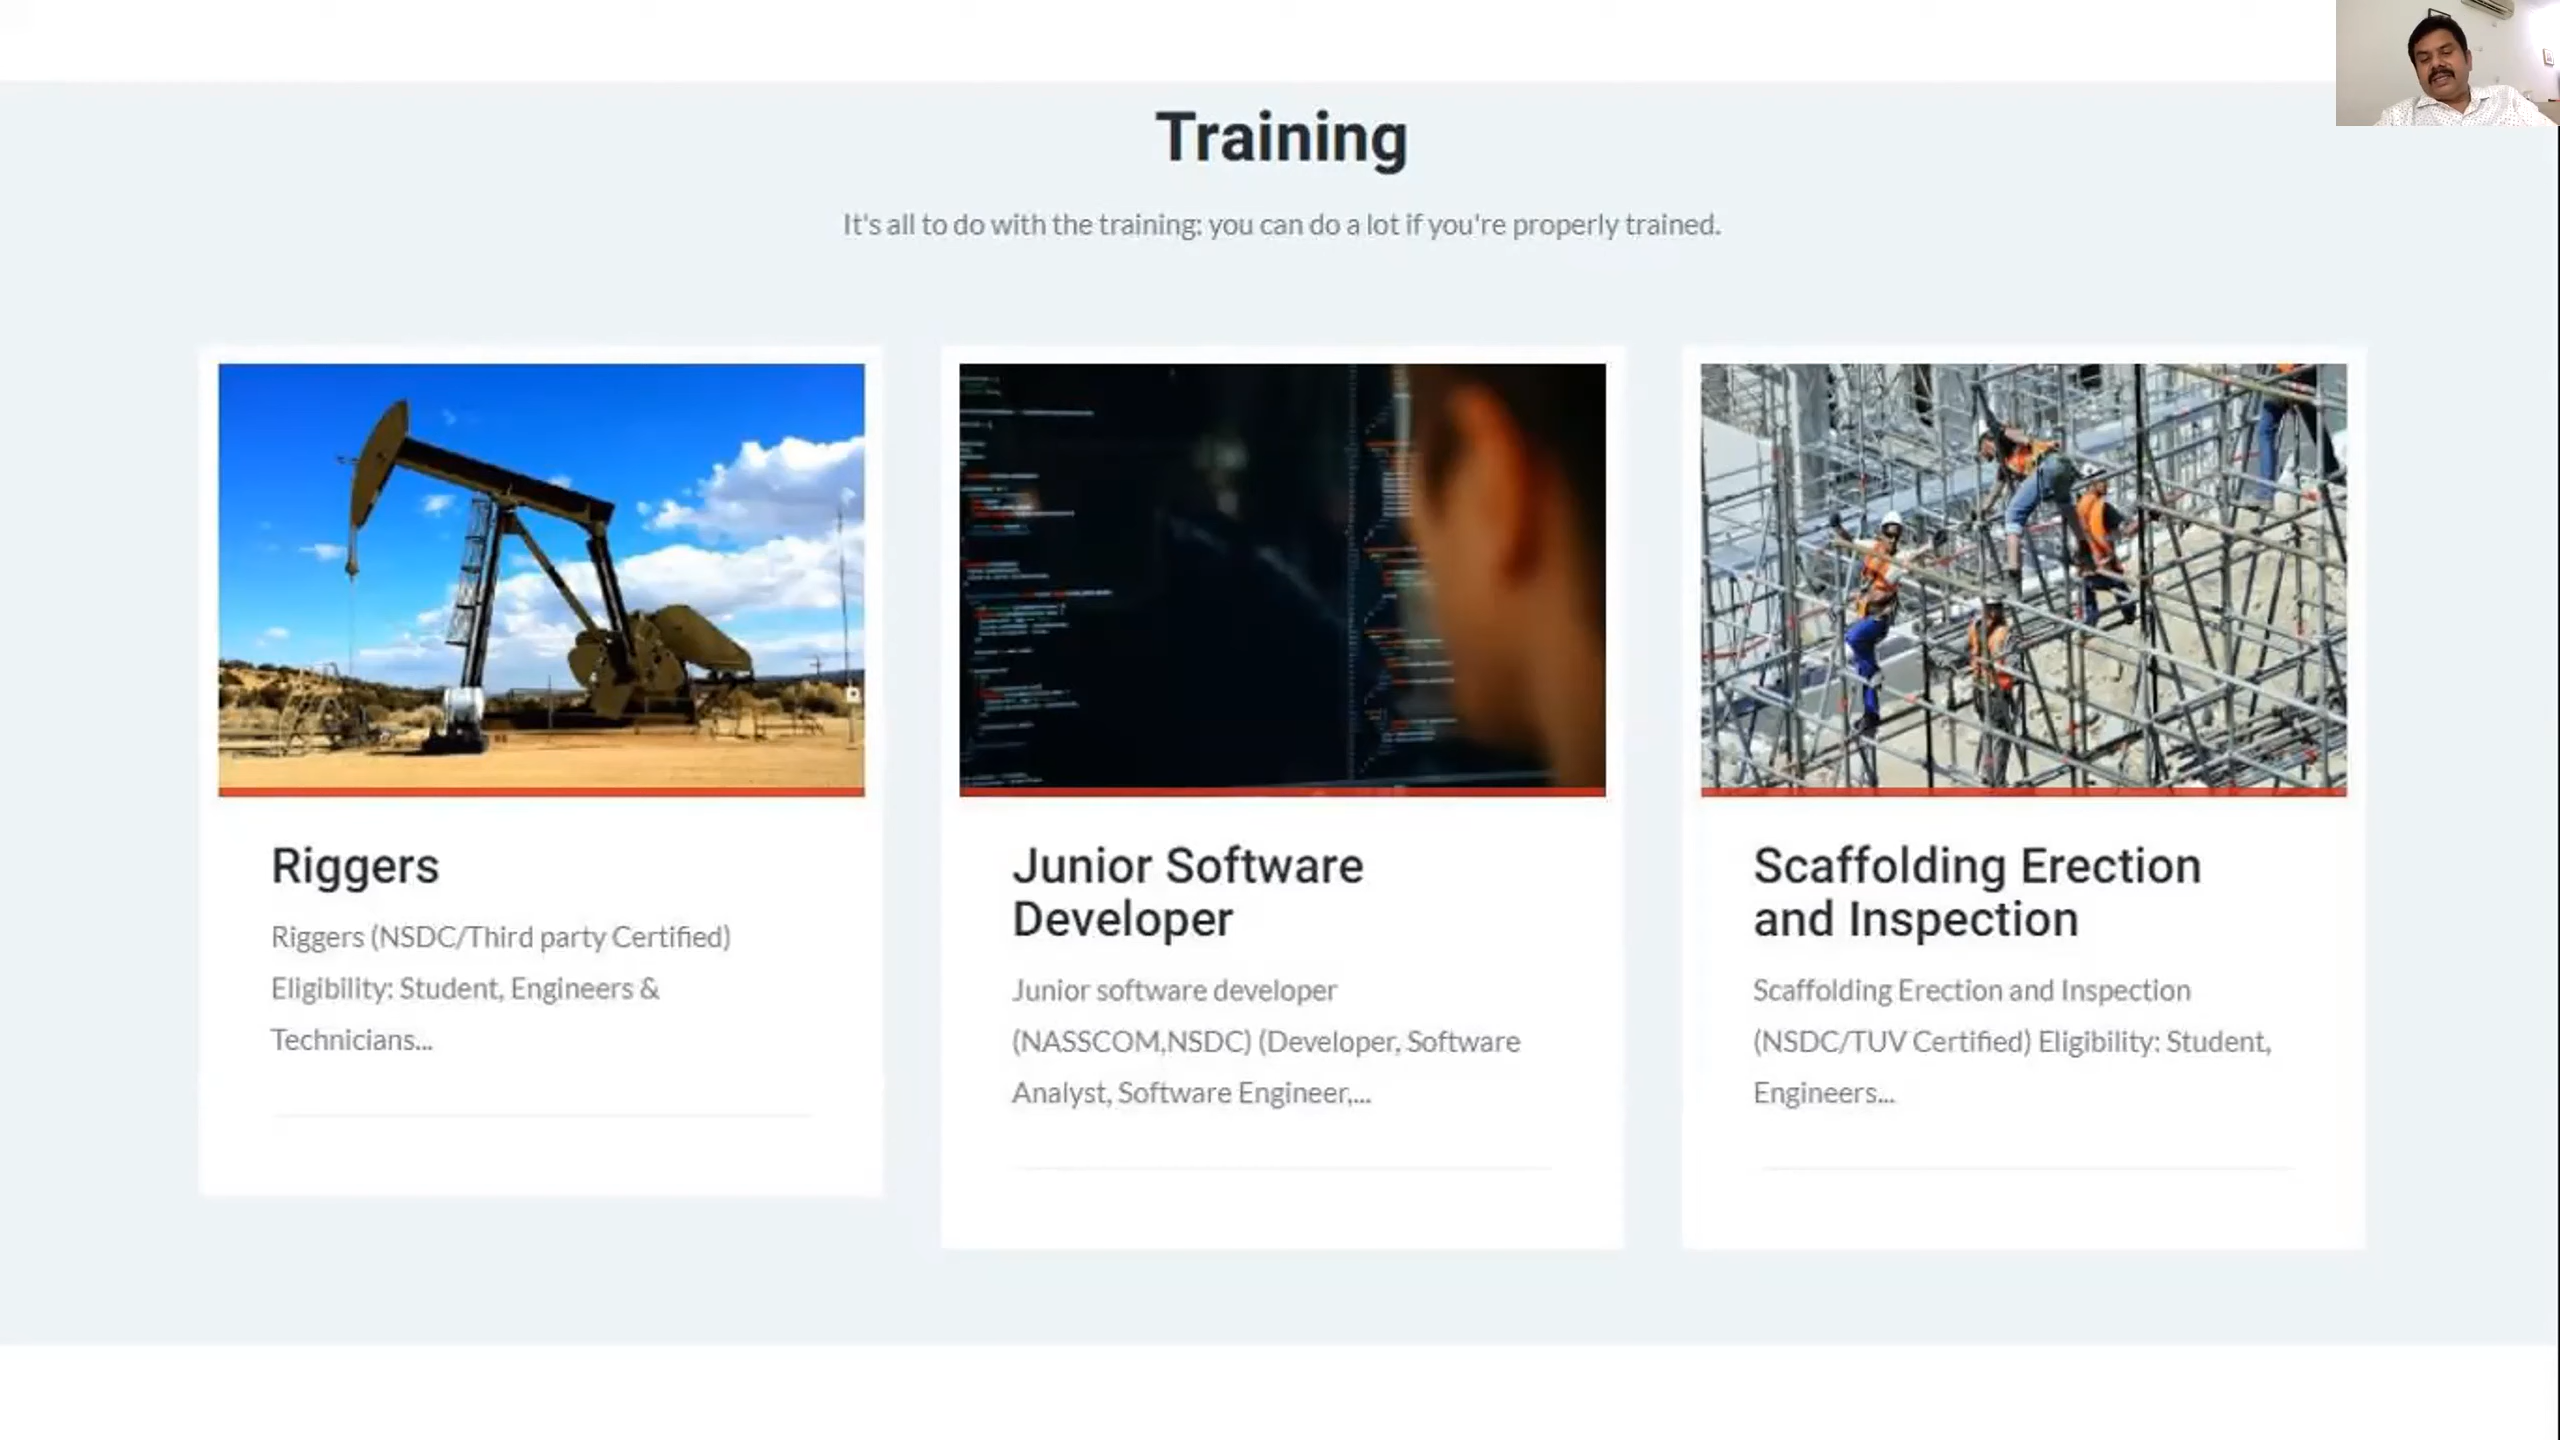 Training
It's all to do with the training: you can do a lot if you're properly trained.
Riggers
Riggers (NSDC/Third party Certified)
Eligibility: Student, Engineers &
Technicians...
Junior Software
Developer
Junior software developer
(NASSCOM,NSDC) (Developer, Software
Analyst, Software Engineer,...
Scaffolding Erection
and Inspection
Scaffolding Erection and Inspection
(NSDC/TUV Certified) Eligibility: Student,
Engineers...